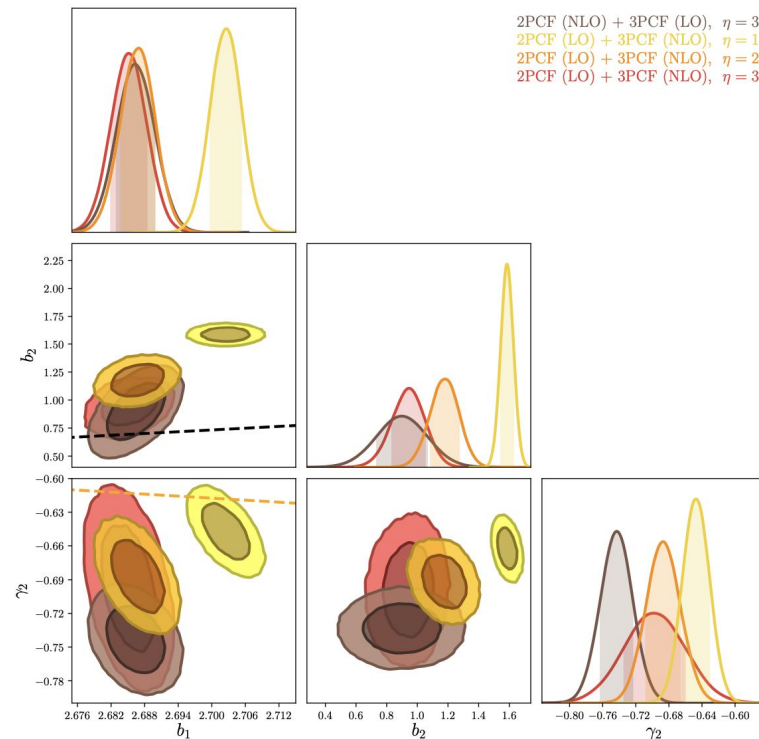 2PCF (NLO) + 3PCF (LO), η = 3
2PCF (LO) + 3PCF (NLO), η = 1
2PCF (LO) + 3PCF (NLO), η = 2
2PCF (LO) + 3PCF (NLO), η = 3
2.25
2.00
1.75
1.50
1.25
1.00
0.75
0.50
b₂
−0.60
−0.63
−0.66
−0.69
−0.72
−0.75
−0.78
γ₂
2.676 2.682 2.688 2.694 2.700 2.706 2.712
b₁
0.4 0.6 0.8 1.0 1.2 1.4 1.6
b₂
−0.80 −0.76 −0.72 −0.68 −0.64 −0.60
γ₂